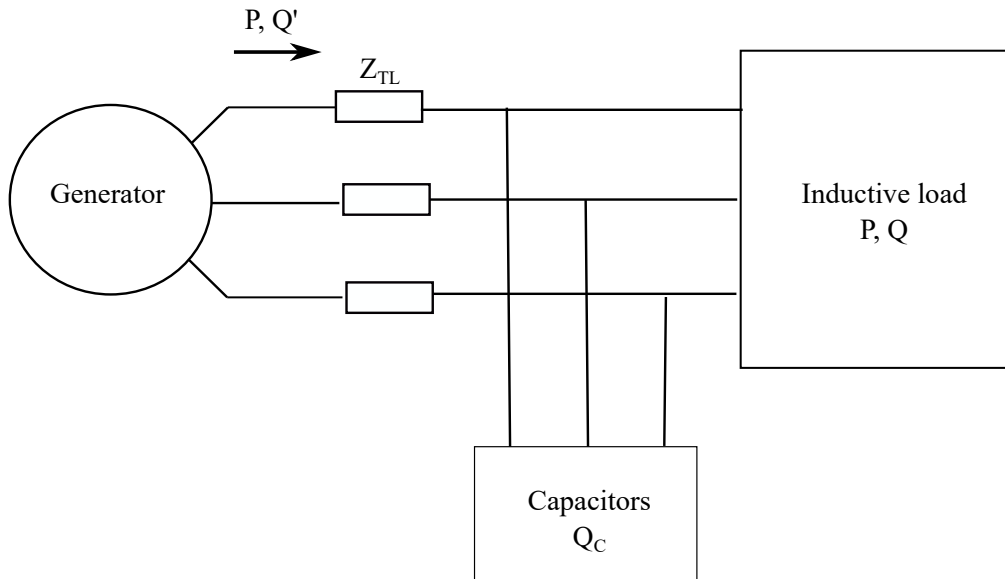 P, Q'
Z_TL
Generator
Inductive load
P, Q
Capacitors
Q_C